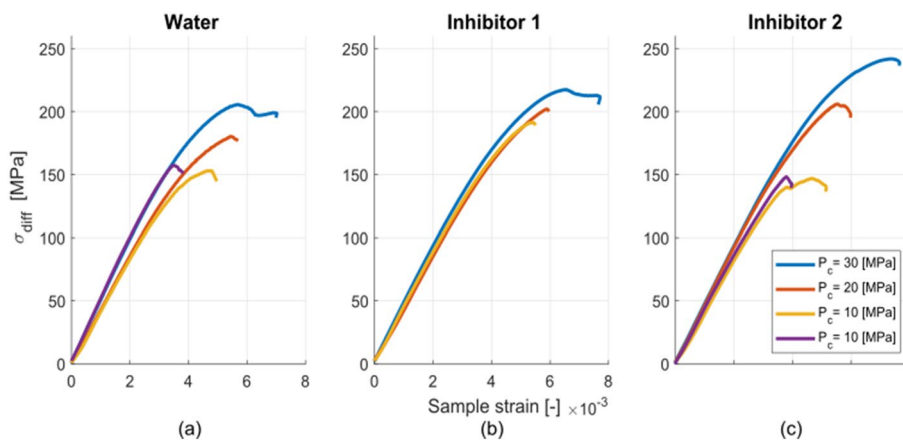 Water
Inhibitor 1
Inhibitor 2
σdiff [MPa]
250
200
150
100
50
0
250
200
150
100
50
0
250
200
150
100
50
0
Pc= 30 [MPa]
Pc= 20 [MPa]
Pc= 10 [MPa]
Pc= 10 [MPa]
0 2 4 6 8
0 2 4 6 8
Sample strain [-] ×10-3
(a)
(b)
(c)